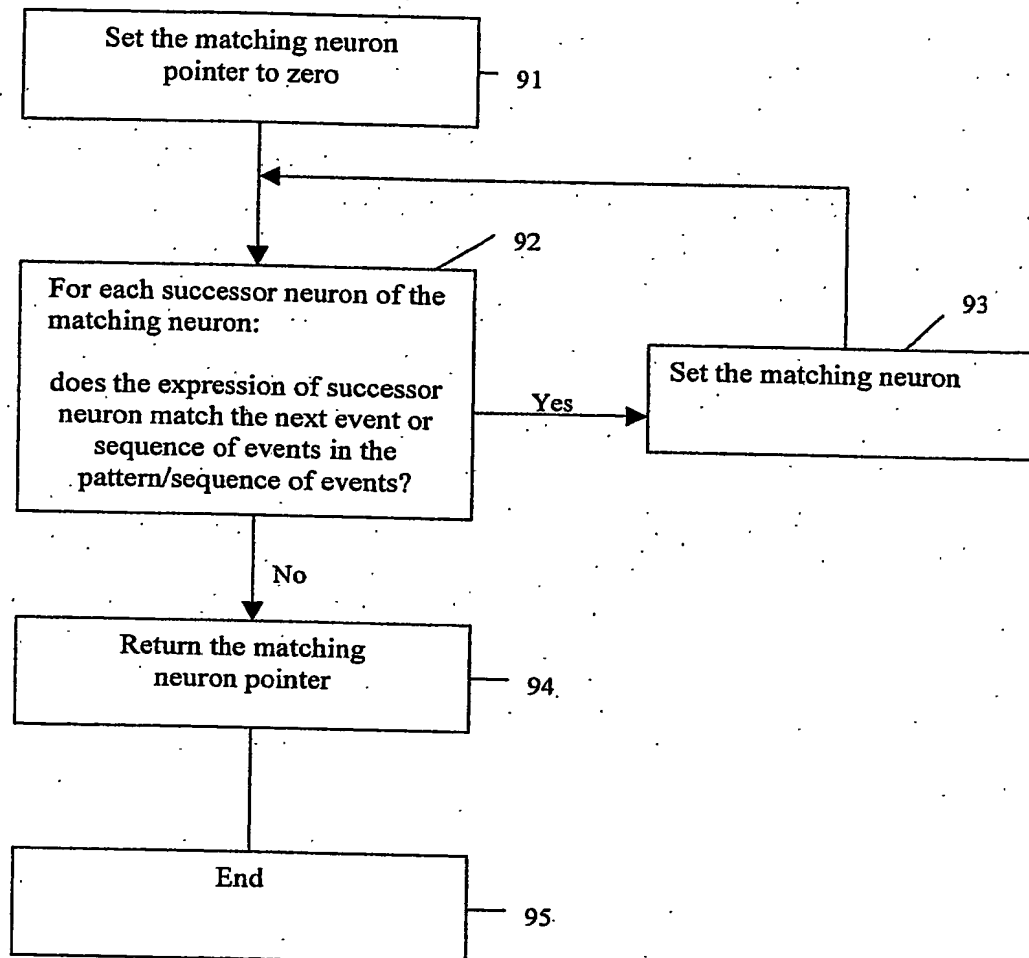 Set the matching neuron
pointer to zero
91
92
For each successor neuron of the
matching neuron:
does the expression of successor
neuron match the next event or
sequence of events in the
pattern/sequence of events?
Yes
93
Set the matching neuron
No
Return the matching
neuron pointer
94
End
95